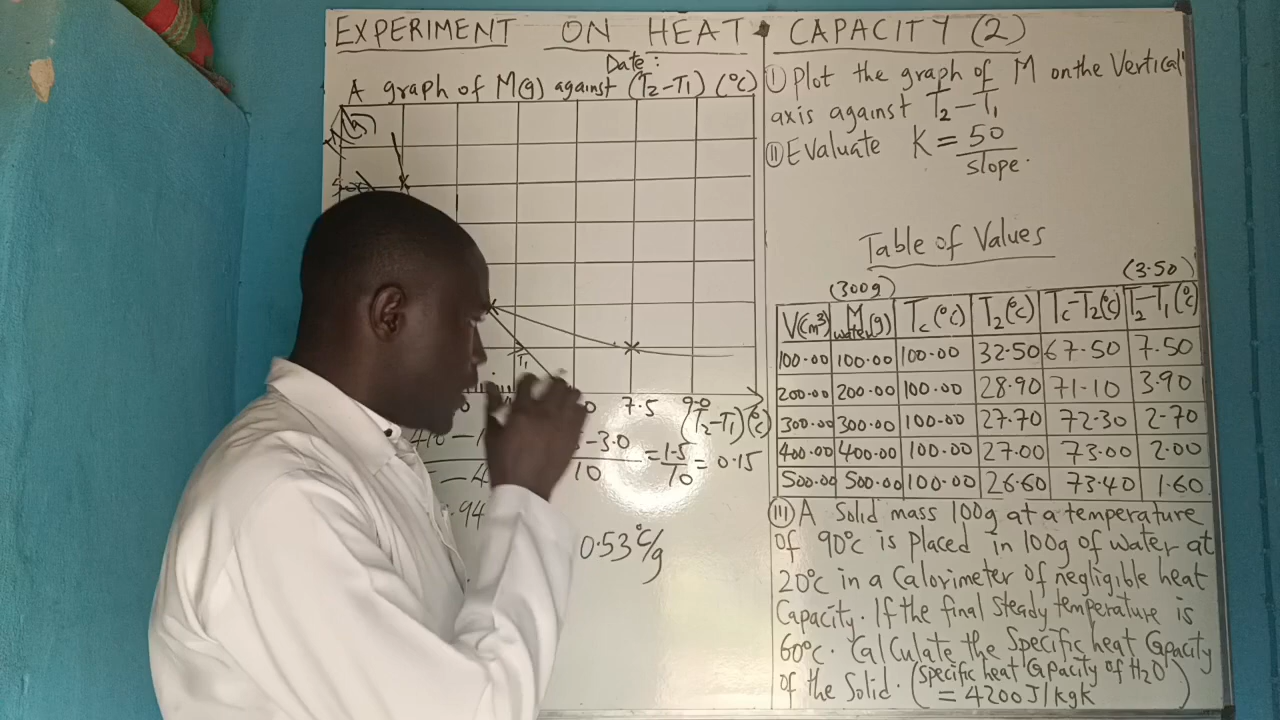 EXPERIMENT ON HEAT CAPACITY (2)
Date:
A graph of M(g) against (T2-T1) (°C)
(g)
T1
7.5 9.0
(T2-T1)(°C)
-3.0 = 1.5 = 0.15
10 10
.94
0.53°C/g
(I) Plot the graph of M on the Vertical
axis against T2-T1
(II) Evaluate K = 50
slope.
Table of Values
(300g) (3.50)
V(cm³) M water(g) Tc(°C) T2(°C) Tc-T2(°C) T2-T1(°C)
100.00 100.00 100.00 32.50 67.50 7.50
200.00 200.00 100.00 28.90 71.10 3.90
300.00 300.00 100.00 27.70 72.30 2.70
400.00 400.00 100.00 27.00 73.00 2.00
500.00 500.00 100.00 26.60 73.40 1.60
(III) A Solid mass 100g at a temperature
of 90°C is placed in 100g of water at
20°C in a Calorimeter of negligible heat
Capacity. If the final steady temperature is
60°C. Calculate the Specific heat Capacity
of the Solid. (Specific heat Capacity of H2O
= 4200J/kgK)